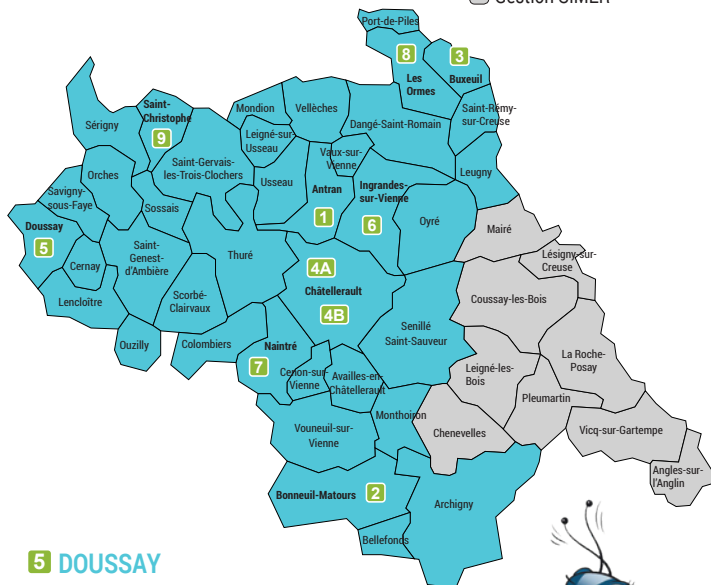 Section SIMER
Port-de-Piles
8
3
Les
Ormes
Buxeuil
Saint-
Christophe
9
Mondion
Vellèches
Saint-Rémy-
sur-Creuse
Sérigny
Dangé-Saint-Romain
Leigné-sur-
Usseau
Saint-Gervais-
les-Trois-Clochers
Vaux-sur-
Vienne
Leugny
Orches
Usseau
Antran
Ingrandes-
sur-Vienne
Savigny-
sous-Faye
Sossais
1
6
Oyré
Doussay
5
Mairé
Saint-
Genest-
d'Ambière
Thuré
Lésigny-sur-
Creuse
Cernay
4A
Châtellerault
Coussay-les-Bois
Lencloître
Scorbé-
Clairvaux
4B
Senillé
Saint-Sauveur
Ouzilly
Colombiers
Naintré
7
La Roche-
Posay
Cenon-sur-
Vienne
Availles-en-
Châtellerault
Leigné-les-
Bois
Pleumartin
Monthoiron
Vouneuil-sur-
Vienne
Chenevelles
Vicq-sur-Gartempe
Angles-sur-
l'Anglin
Bonneuil-Matours
2
Archigny
Bellefonds
5 DOUSSAY